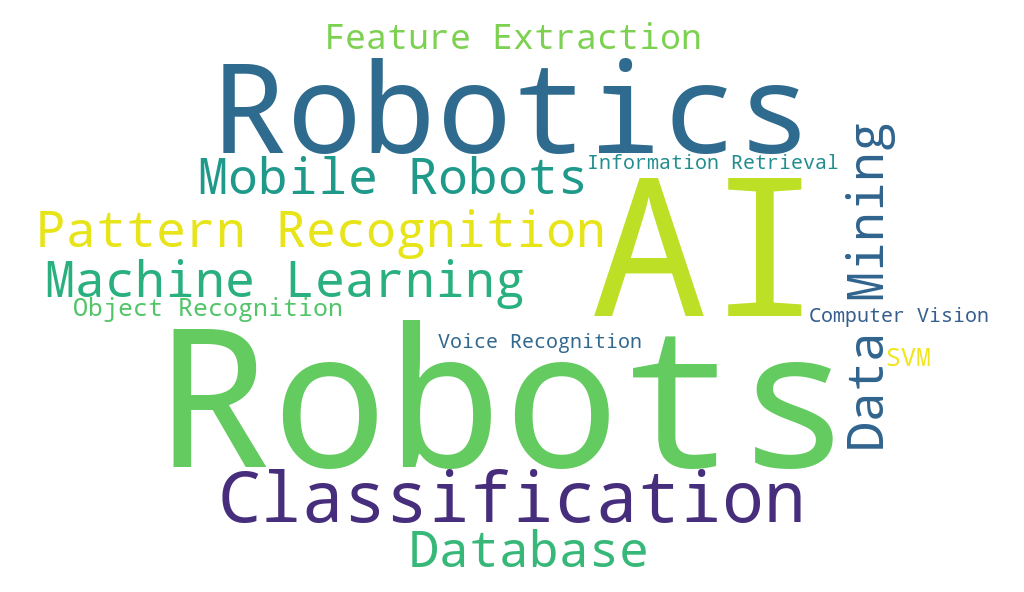 Feature Extraction
Robotics
Mobile Robots
Information Retrieval
AI
Data Mining
Pattern Recognition
Machine Learning
Object Recognition
Computer Vision
Voice Recognition
SVM
Robots
Classification
Database